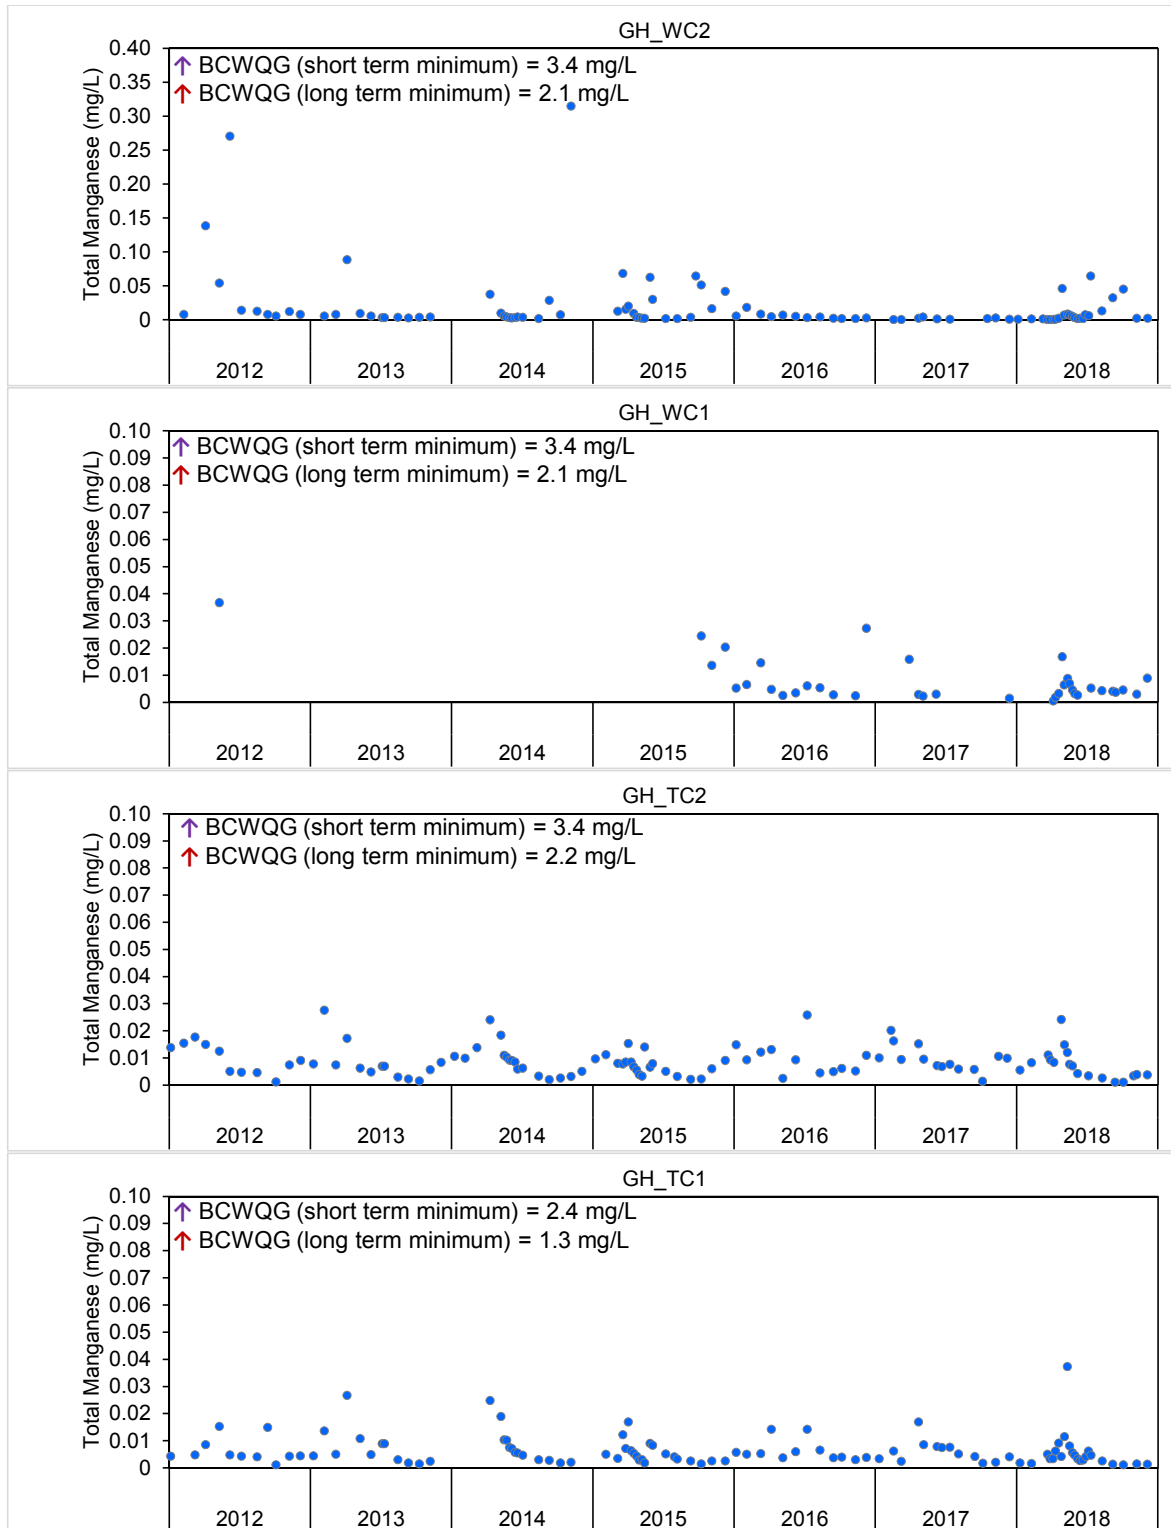 GH_WC2
↑ BCWQG (short term minimum) = 3.4 mg/L
↑ BCWQG (long term minimum) = 2.1 mg/L
Total Manganese (mg/L)
0.40
0.35
0.30
0.25
0.20
0.15
0.10
0.05
0
2012 2013 2014 2015 2016 2017 2018
GH_WC1
↑ BCWQG (short term minimum) = 3.4 mg/L
↑ BCWQG (long term minimum) = 2.1 mg/L
Total Manganese (mg/L)
0.10
0.09
0.08
0.07
0.06
0.05
0.04
0.03
0.02
0.01
0
2012 2013 2014 2015 2016 2017 2018
GH_TC2
↑ BCWQG (short term minimum) = 3.4 mg/L
↑ BCWQG (long term minimum) = 2.2 mg/L
Total Manganese (mg/L)
0.10
0.09
0.08
0.07
0.06
0.05
0.04
0.03
0.02
0.01
0
2012 2013 2014 2015 2016 2017 2018
GH_TC1
↑ BCWQG (short term minimum) = 2.4 mg/L
↑ BCWQG (long term minimum) = 1.3 mg/L
Total Manganese (mg/L)
0.10
0.09
0.08
0.07
0.06
0.05
0.04
0.03
0.02
0.01
0
2012 2013 2014 2015 2016 2017 2018